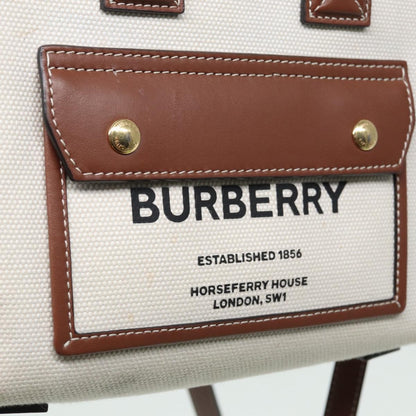 BURBERRY
ESTABLISHED 1856
HORSEFERRY HOUSE
LONDON, SW1